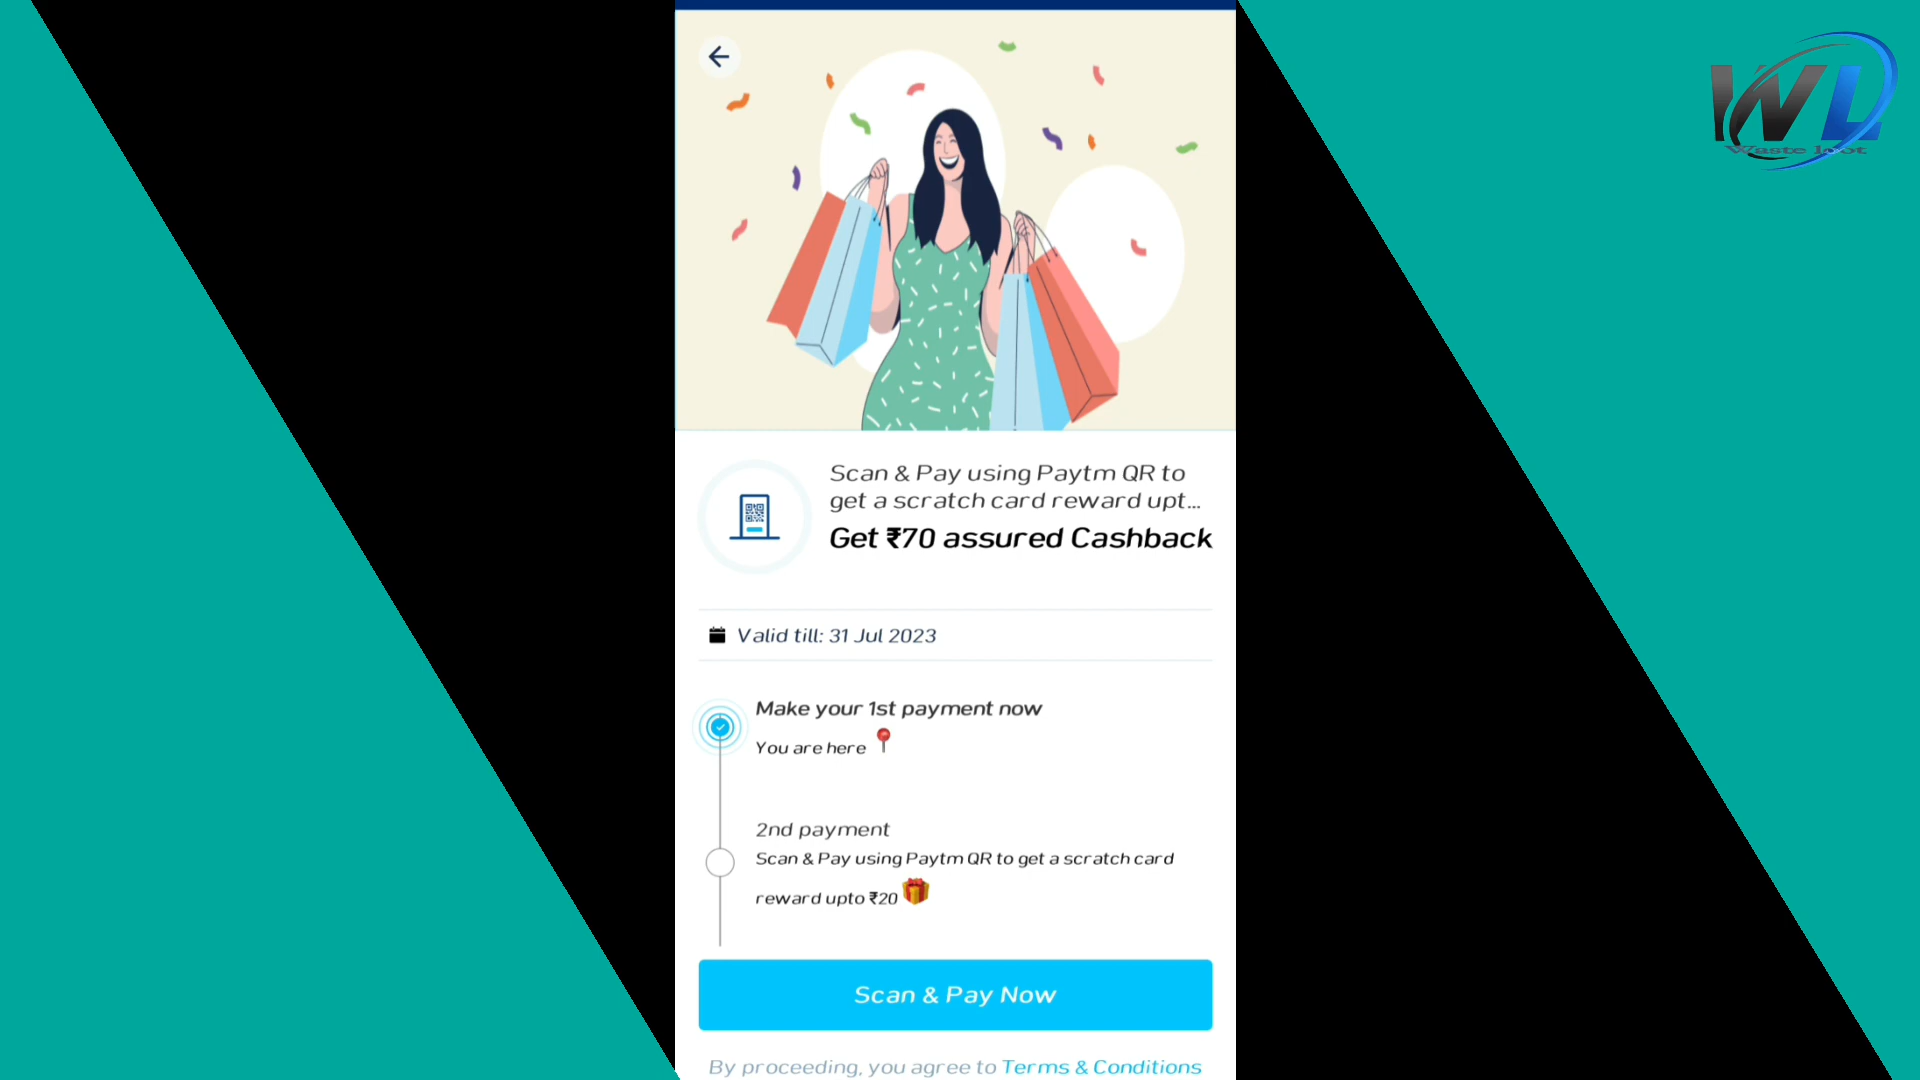 WL
Waste loot
Scan & Pay using Paytm QR to
get a scratch card reward upt...
Get ₹70 assured Cashback
Valid till: 31 Jul 2023
Make your 1st payment now
You are here 📍
2nd payment
Scan & Pay using Paytm QR to get a scratch card
reward upto ₹20 🎁
Scan & Pay Now
By proceeding, you agree to Terms & Conditions